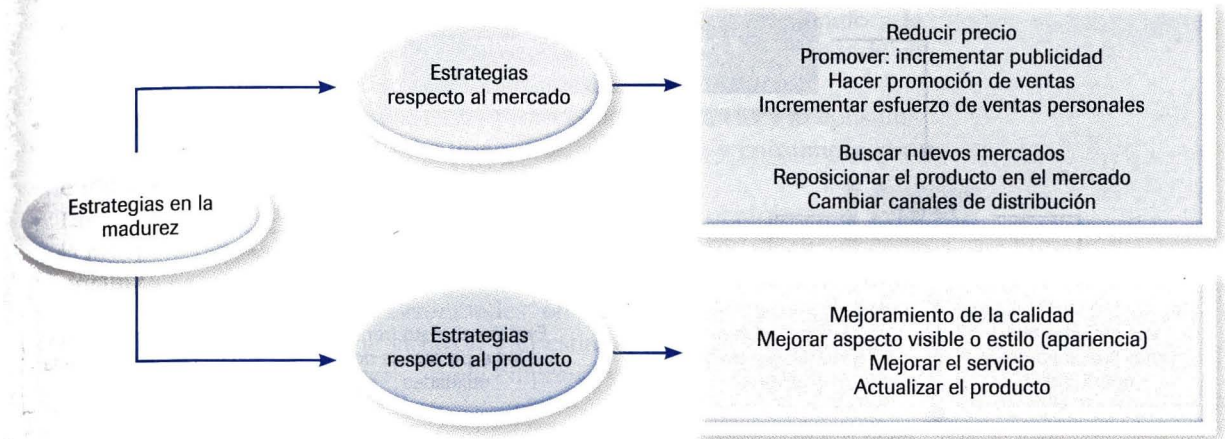 Estrategias en la
madurez
Estrategias
respecto al mercado
Reducir precio
Promover: incrementar publicidad
Hacer promoción de ventas
Incrementar esfuerzo de ventas personales
Buscar nuevos mercados
Reposicionar el producto en el mercado
Cambiar canales de distribución
Estrategias
respecto al producto
Mejoramiento de la calidad
Mejorar aspecto visible o estilo (apariencia)
Mejorar el servicio
Actualizar el producto